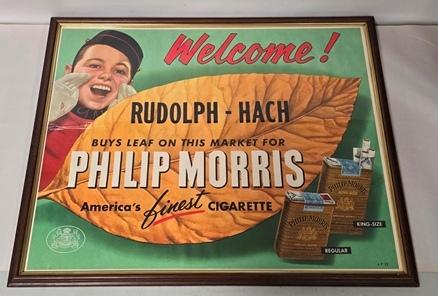 Welcome!
RUDOLPH - HACH
BUYS LEAF ON THIS MARKET FOR
PHILIP MORRIS
America's finest CIGARETTE
PHILIP MORRIS
KING-SIZE
PHILIP MORRIS
REGULAR